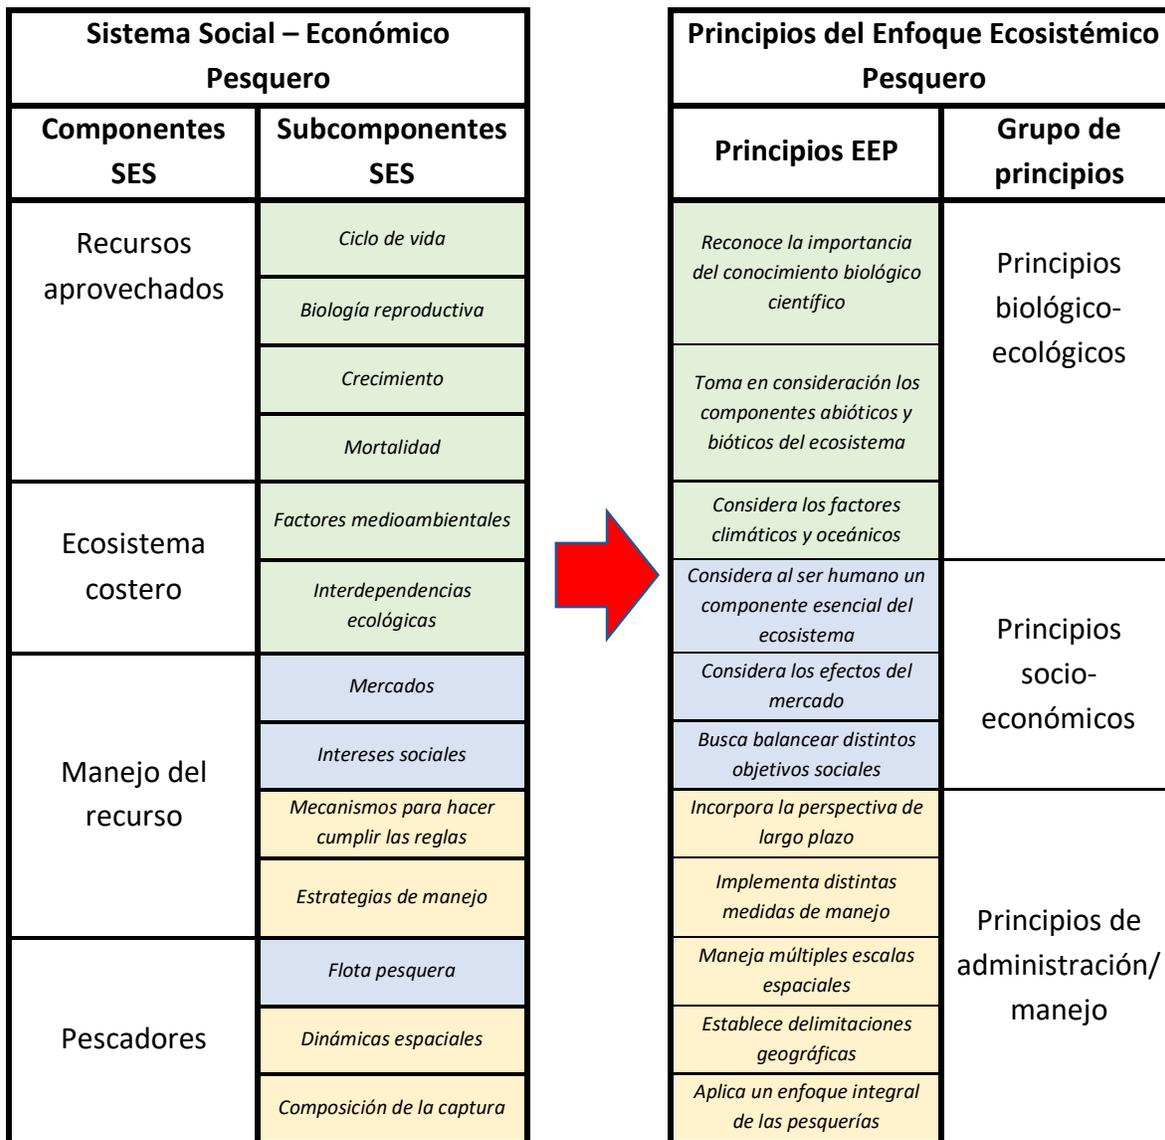 Sistema Social – Económico
Pesquero
Componentes
SES
Subcomponentes
SES
Recursos
aprovechados
Ciclo de vida
Biología reproductiva
Crecimiento
Mortalidad
Ecosistema
costero
Factores medioambientales
Interdependencias
ecológicas
Manejo del
recurso
Mercados
Intereses sociales
Mecanismos para hacer
cumplir las reglas
Estrategias de manejo
Pescadores
Flota pesquera
Dinámicas espaciales
Composición de la captura
Principios del Enfoque Ecosistémico
Pesquero
Principios EEP
Grupo de
principios
Reconoce la importancia
del conocimiento biológico
científico
Toma en consideración los
componentes abióticos y
bióticos del ecosistema
Considera los factores
climáticos y oceánicos
Principios
biológico-
ecológicos
Considera al ser humano un
componente esencial del
ecosistema
Considera los efectos del
mercado
Busca balancear distintos
objetivos sociales
Principios
socio-
económicos
Incorpora la perspectiva de
largo plazo
Implementa distintas
medidas de manejo
Maneja múltiples escalas
espaciales
Establece delimitaciones
geográficas
Aplica un enfoque integral
de las pesquerías
Principios de
administración/
manejo